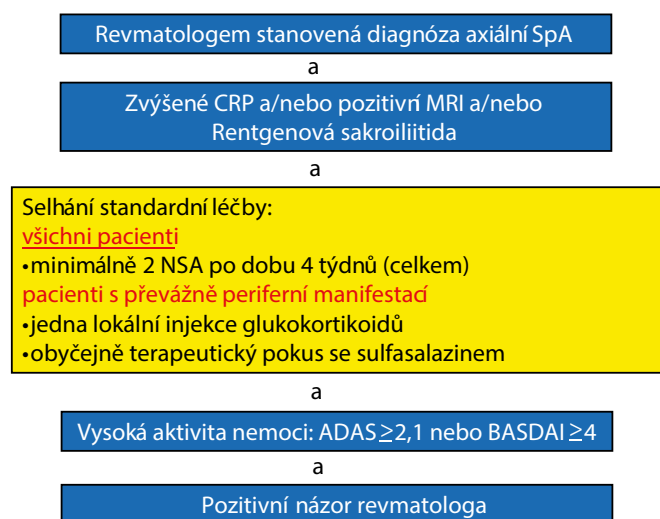 Revmatologem stanovená diagnóza axiální SpA
a
Zvýšené CRP a/nebo pozitivní MRI a/nebo
Rentgenová sakroiliitida
a
Selhání standardní léčby:
všichni pacienti
•minimálně 2 NSA po dobu 4 týdnů (celkem)
pacienti s převážně periferní manifestací
•jedna lokální injekce glukokortikoidů
•obyčejně terapeutický pokus se sulfasalazinem
a
Vysoká aktivita nemoci: ADAS ≥2,1 nebo BASDAI ≥4
a
Pozitivní názor revmatologa